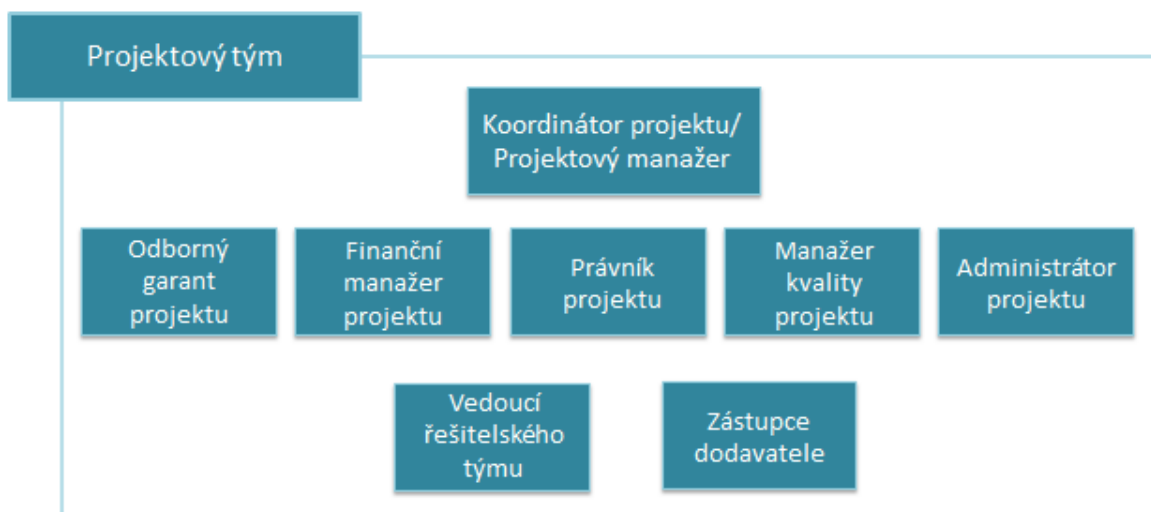 Projektový tým
Koordinátor projektu/
Projektový manažer
Odborný
garant
projektu
Finanční
manažer
projektu
Právník
projektu
Manažer
kvality
projektu
Administrátor
projektu
Vedoucí
řešitelského
týmu
Zástupce
dodavatele